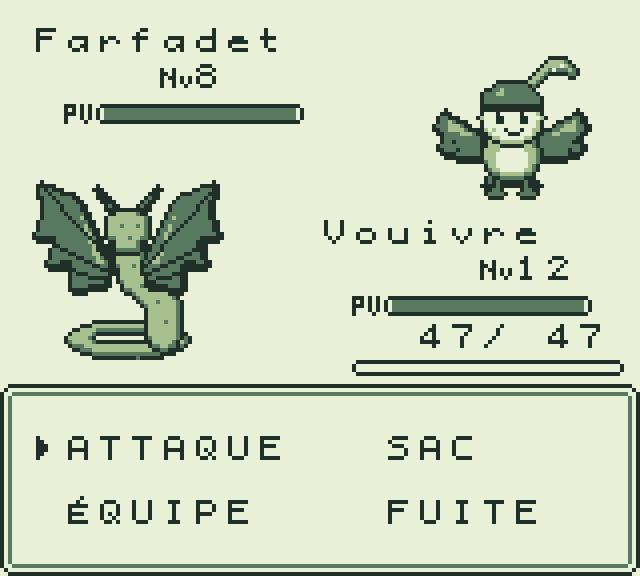 Farfadet
Nv8
PV
Vouivre
Nv12
PV
47/ 47
ATTAQUE SAC
ÉQUIPE FUITE